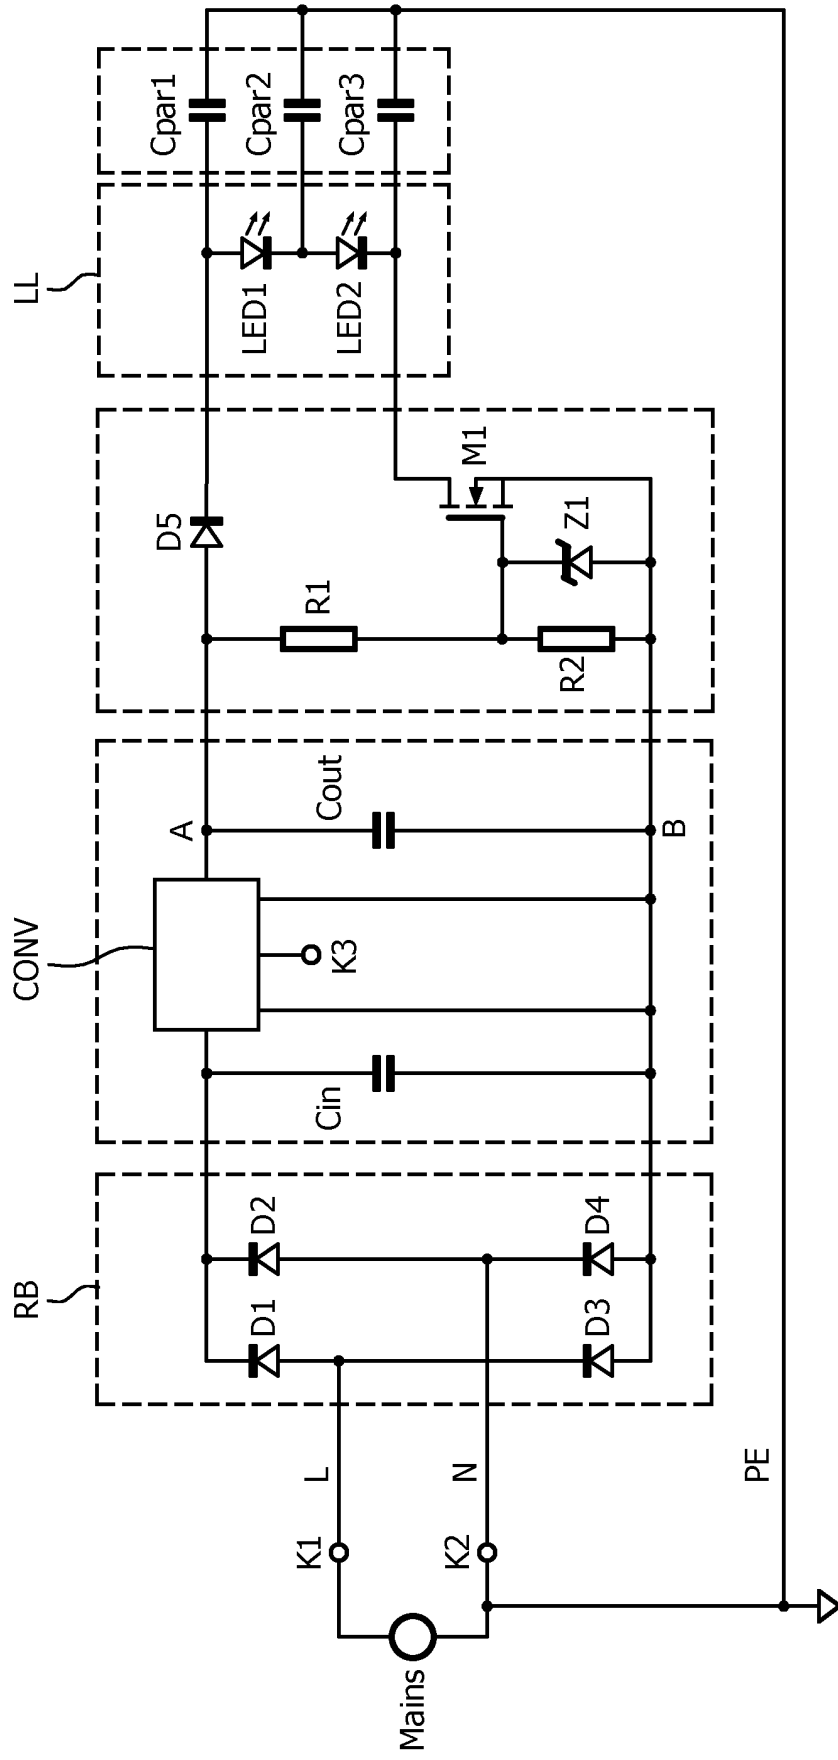 Mains
K1
K2
L
N
PE
RB
D1
D2
D3
D4
CONV
Cin
K3
Cout
A
B
D5
R1
R2
Z1
M1
LL
LED1
LED2
Cpar1
Cpar2
Cpar3